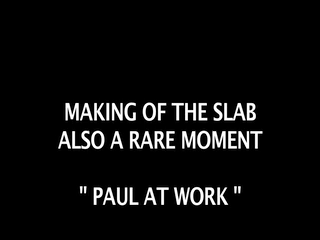 MAKING OF THE SLAB
ALSO A RARE MOMENT
" PAUL AT WORK "